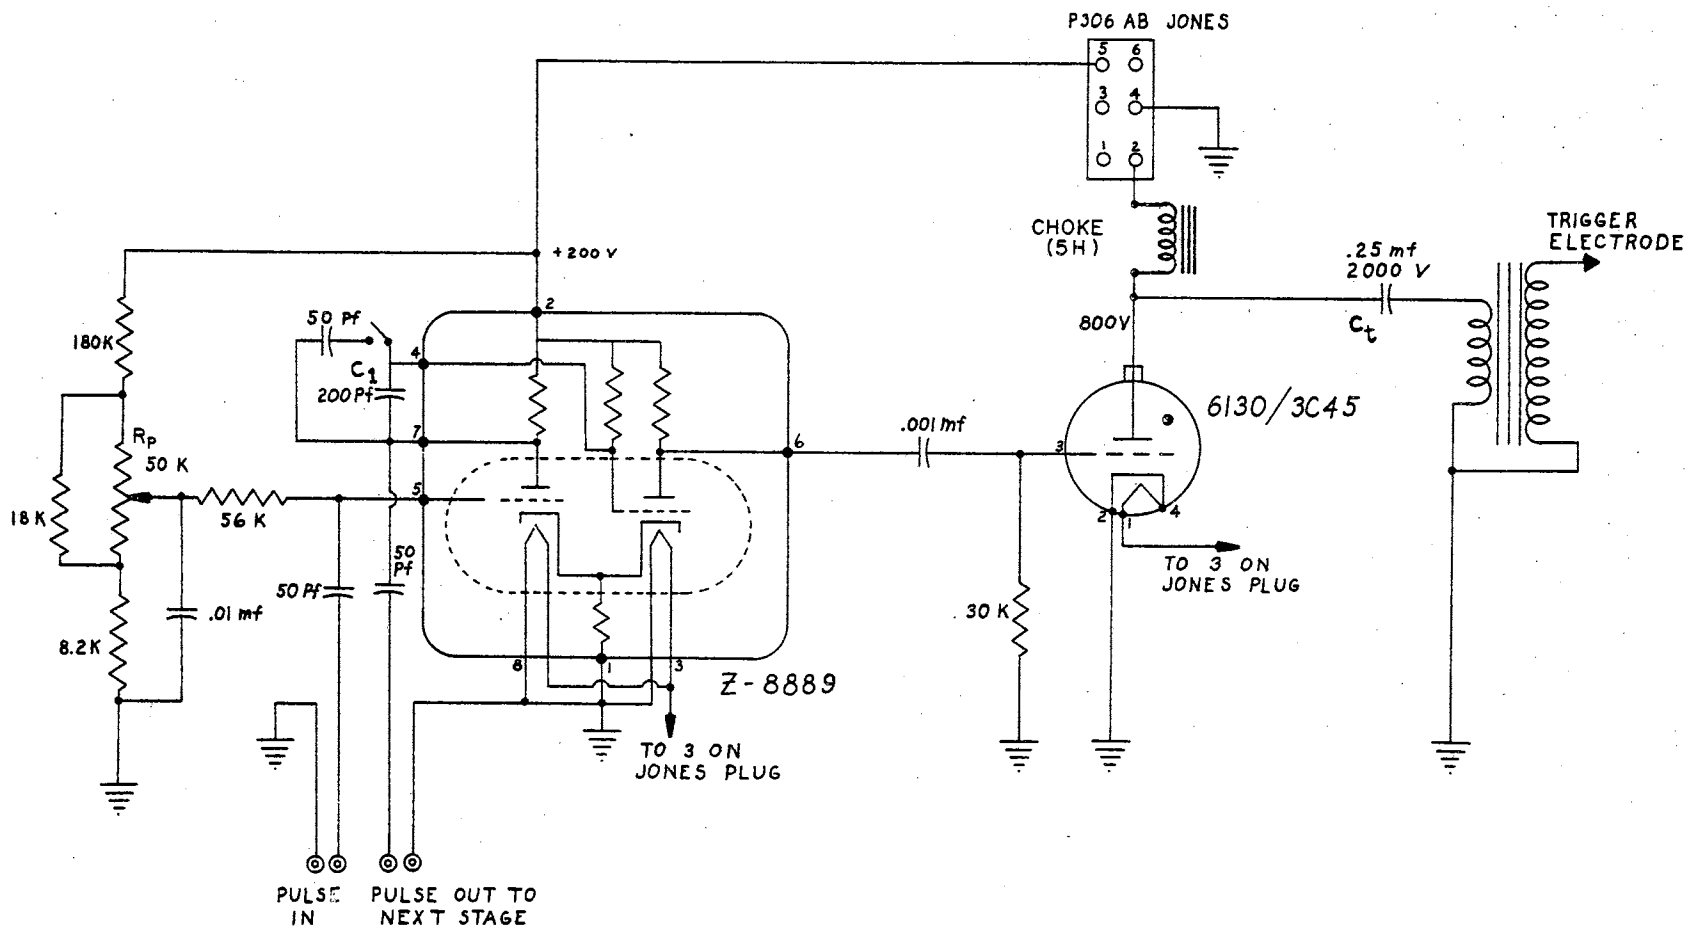 P306 AB JONES
5 6
3 4
1 2
CHOKE
(5H)
TRIGGER
ELECTRODE
.25 mf
2000 V
Ct
800V
+200 V
2
50 Pf
180K
4
C1
200Pf
7
RP
50 K
6
.001 mf
3
6130/3C45
5
18K
56 K
2
1
4
TO 3 ON
JONES PLUG
50
Pf
50 Pf
.01 mf
30 K
8.2K
8
1
3
Z-8889
TO 3 ON
JONES PLUG
PULSE
IN
PULSE OUT TO
NEXT STAGE